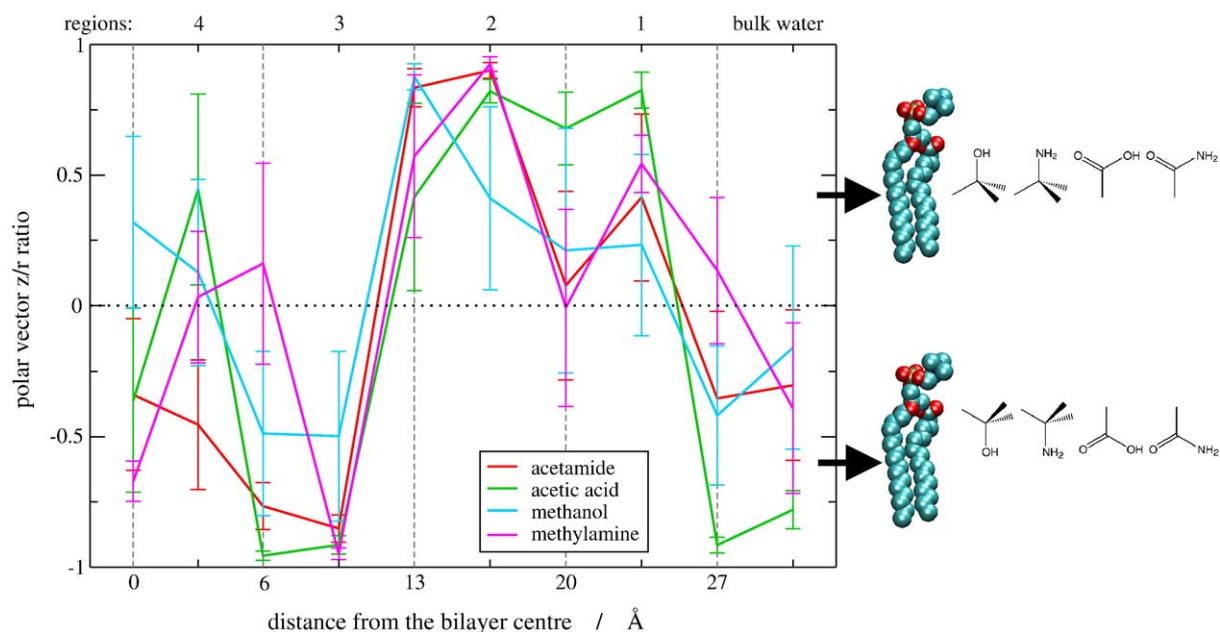 regions: 4 3 2 1 bulk water
1
0.5
0
-0.5
-1
polar vector z/r ratio
acetamide
acetic acid
methanol
methylamine
0 6 13 20 27
distance from the bilayer centre / Å
OH NH₂ O OH O NH₂
OH NH₂ O OH O NH₂